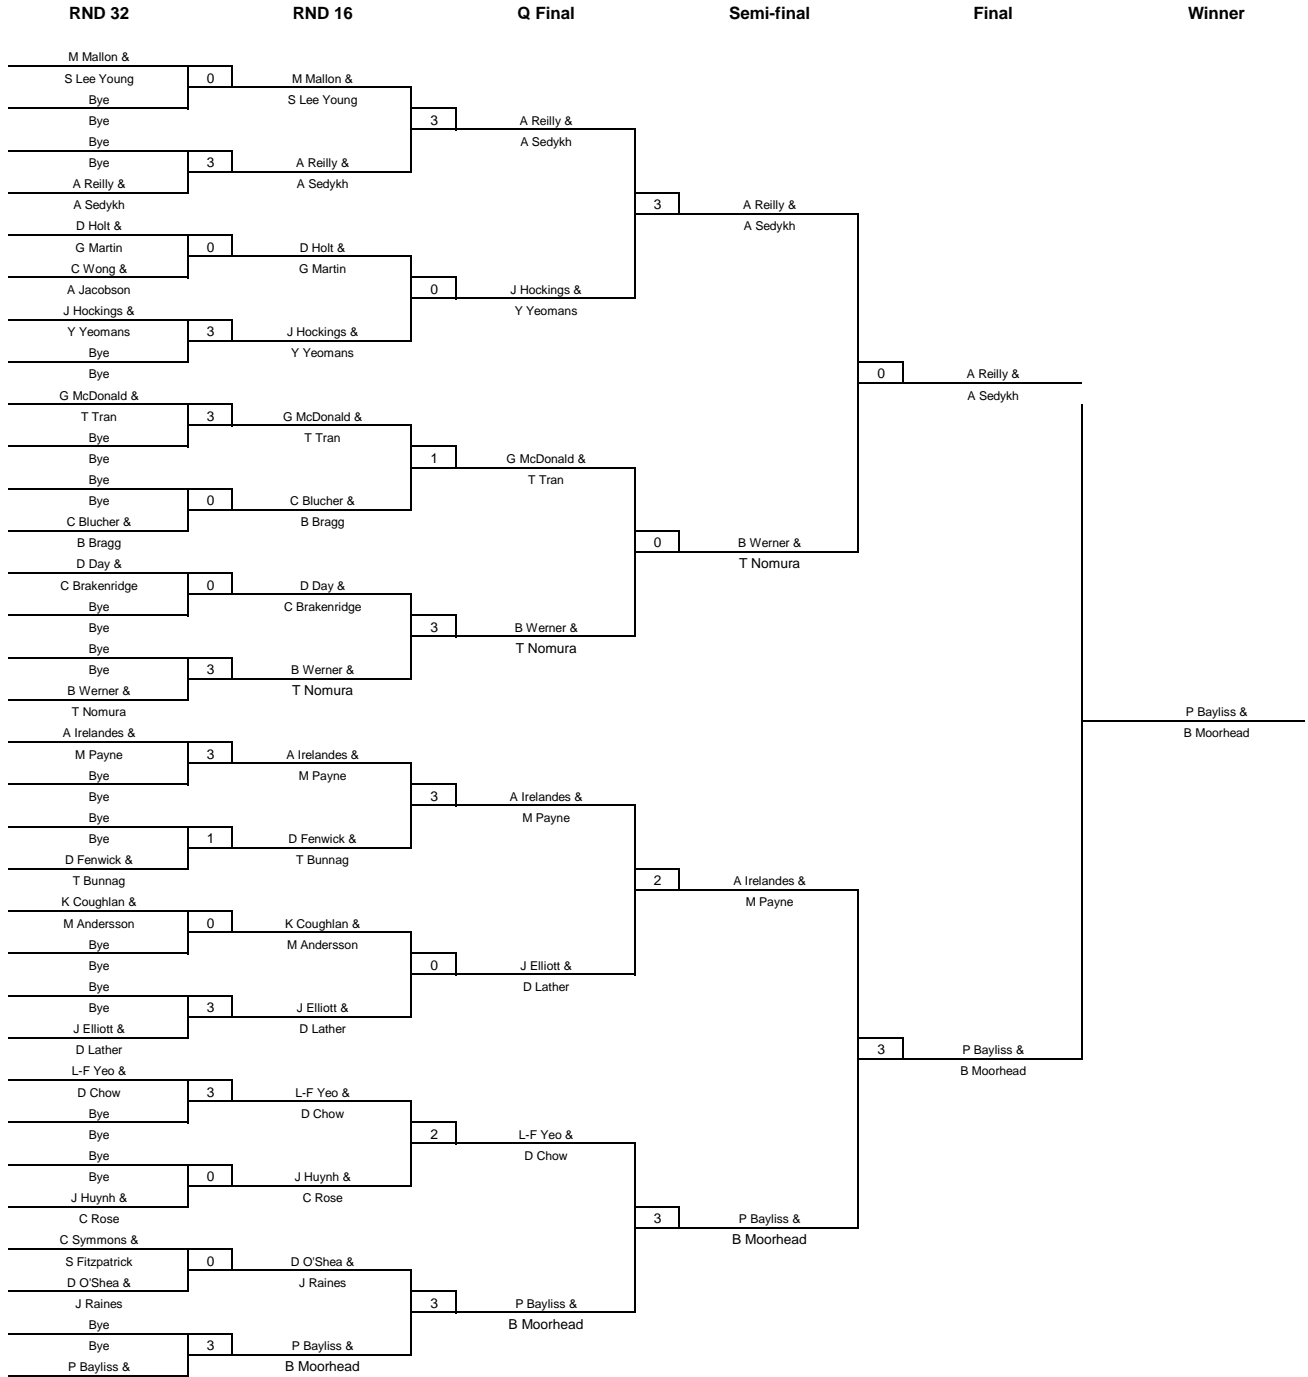 RND 32 RND 16 Q Final Semi-final Final Winner
M Mallon &
S Lee Young 0 M Mallon &
Bye S Lee Young
Bye 3 A Reilly &
Bye A Sedykh
Bye 3 A Reilly &
A Reilly & A Sedykh
A Sedykh 3 A Reilly &
D Holt & A Sedykh
G Martin 0 D Holt &
C Wong & G Martin
A Jacobson 0 J Hockings &
J Hockings & Y Yeomans
Y Yeomans 3 J Hockings &
Bye Y Yeomans
Bye 0 A Reilly &
G McDonald & A Sedykh
T Tran 3 G McDonald &
Bye T Tran
Bye 1 G McDonald &
Bye T Tran
Bye 0 C Blucher &
C Blucher & B Bragg
B Bragg 0 B Werner &
D Day & T Nomura
C Brakenridge 0 D Day &
Bye C Brakenridge
Bye 3 B Werner &
Bye T Nomura
Bye 3 B Werner &
B Werner & T Nomura
T Nomura P Bayliss &
A Irelandes & B Moorhead
M Payne 3 A Irelandes &
Bye M Payne
Bye 3 A Irelandes &
Bye M Payne
Bye 1 D Fenwick &
D Fenwick & T Bunnag
T Bunnag 2 A Irelandes &
K Coughlan & M Payne
M Andersson 0 K Coughlan &
Bye M Andersson
Bye 0 J Elliott &
Bye D Lather
Bye 3 J Elliott &
J Elliott & D Lather
D Lather 3 P Bayliss &
L-F Yeo & B Moorhead
D Chow 3 L-F Yeo &
Bye D Chow
Bye 2 L-F Yeo &
Bye D Chow
Bye 0 J Huynh &
J Huynh & C Rose
C Rose 3 P Bayliss &
C Symmons & B Moorhead
S Fitzpatrick 0 D O'Shea &
D O'Shea & J Raines
J Raines 3 P Bayliss &
Bye B Moorhead
Bye 3 P Bayliss &
P Bayliss & B Moorhead